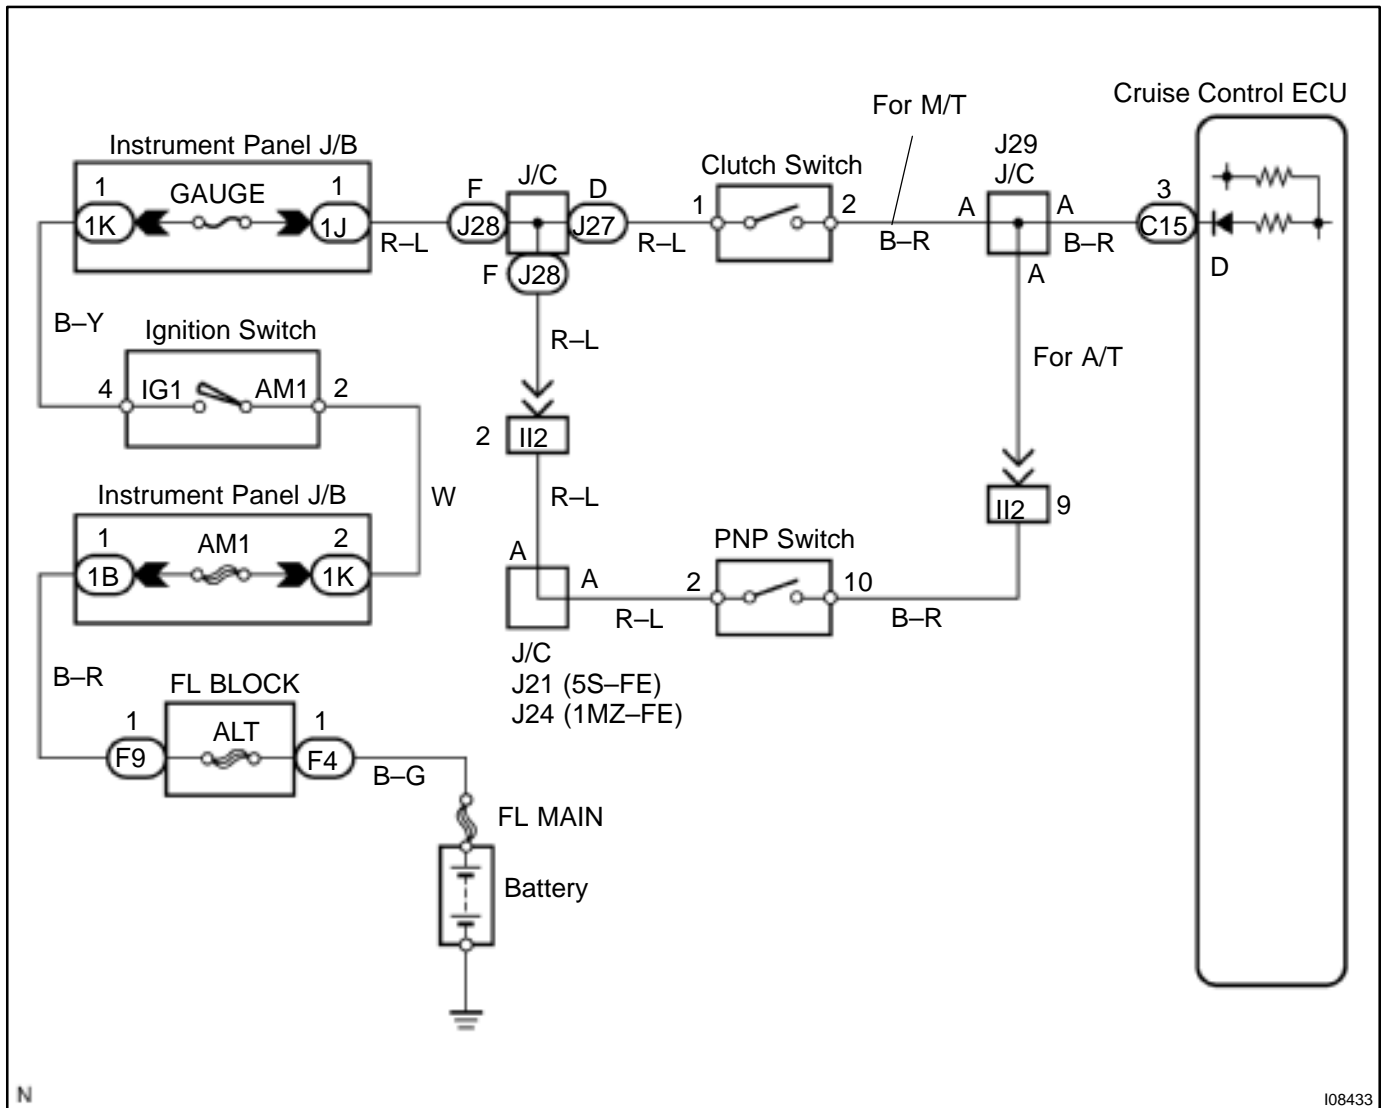 Cruise Control ECU
For M/T
Instrument Panel J/B
J29
J/C
Clutch Switch
1 GAUGE 1
F J/C D
3
1K 1J
J28 J27
1 2
A A
C15
R–L R–L B–R B–R
F J28
A
D
B–Y
Ignition Switch
R–L
For A/T
4 IG1 AM1 2
2 II2
Instrument Panel J/B
W
R–L
II2 9
1 AM1 2
PNP Switch
1B 1K
A
A
2 10
R–L B–R
J/C
J21 (5S–FE)
J24 (1MZ–FE)
B–R
FL BLOCK
1 ALT 1
F9 F4
B–G
FL MAIN
Battery
N
I08433